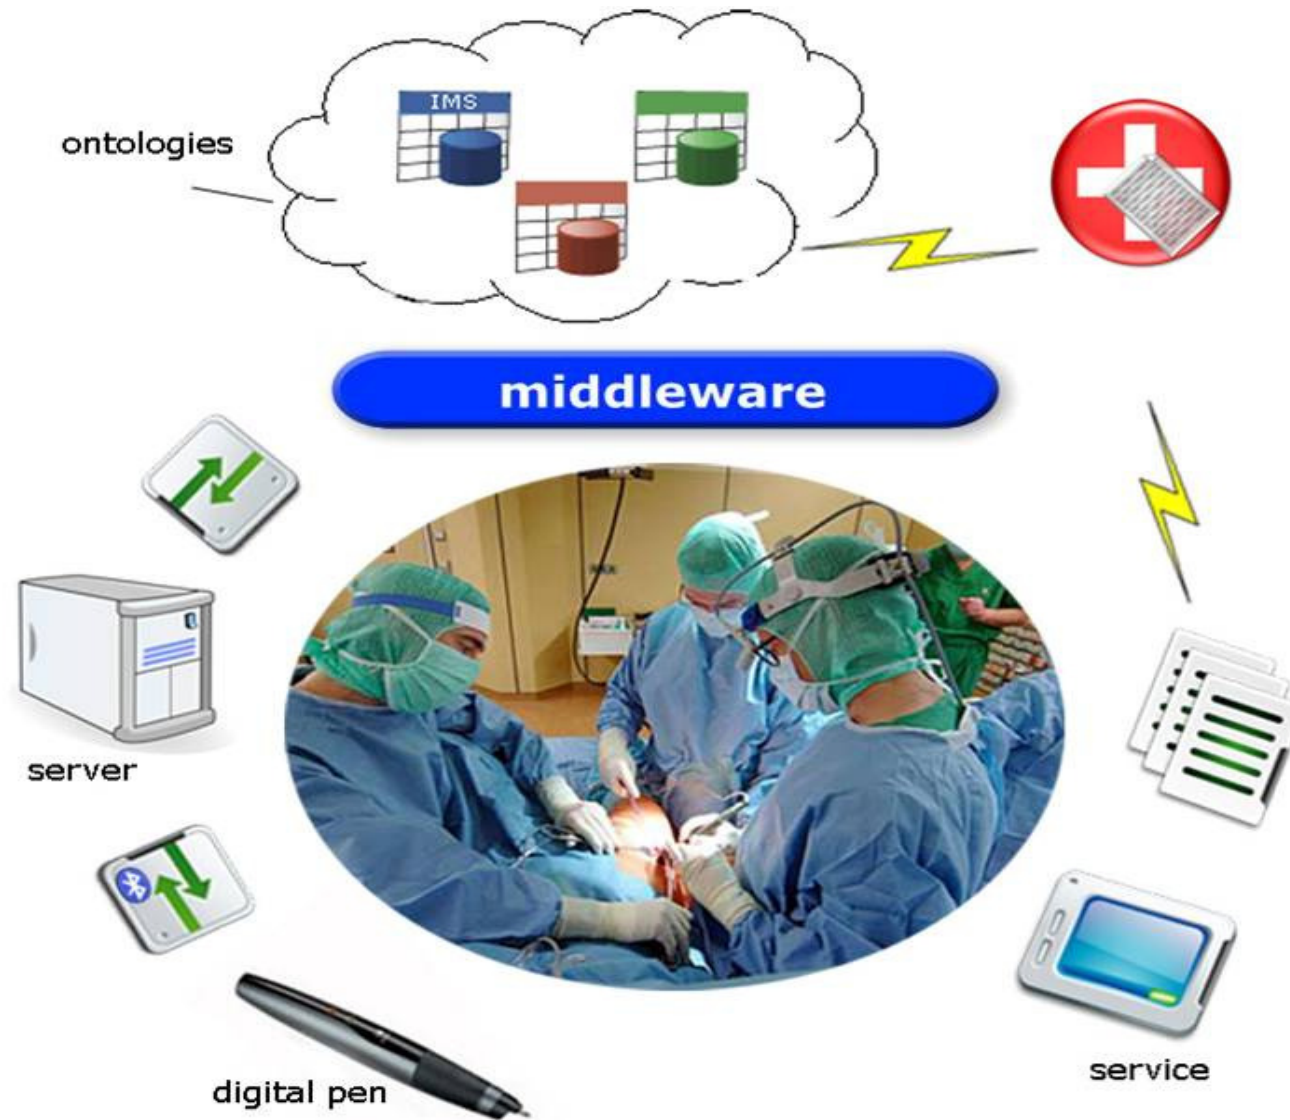 IMS
ontologies
middleware
server
digital pen
service